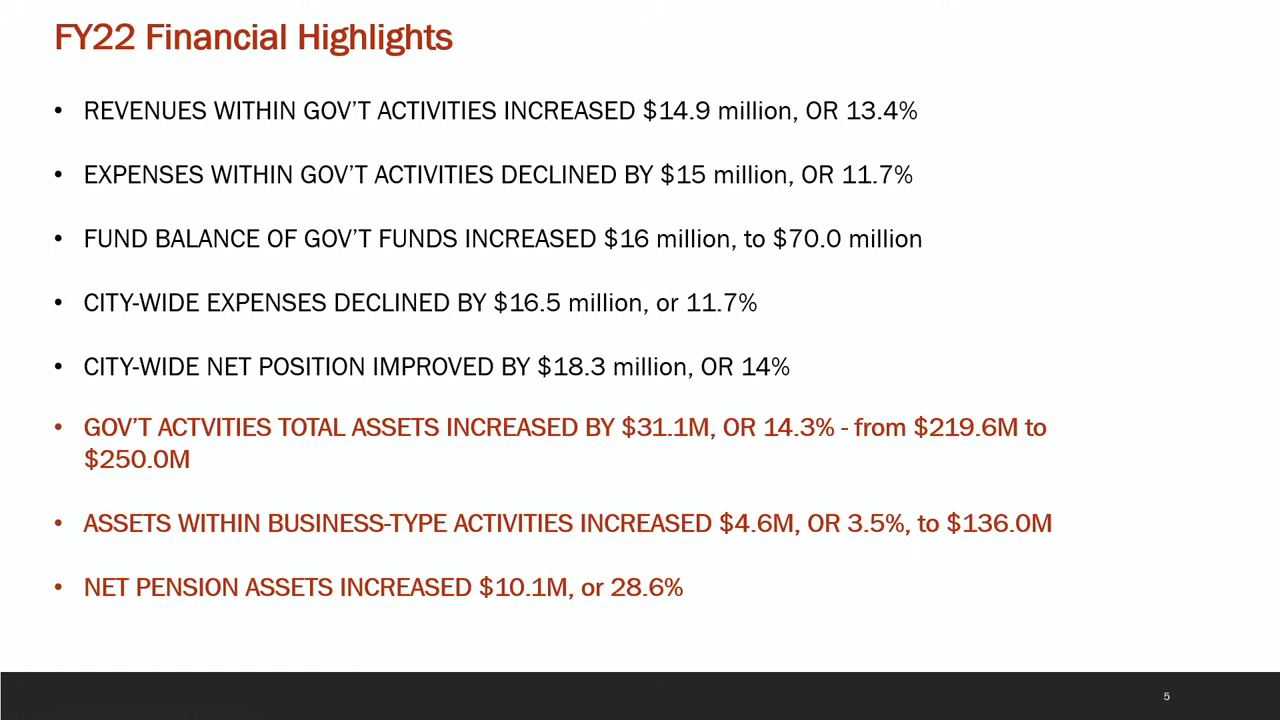 FY22 Financial Highlights
• REVENUES WITHIN GOV'T ACTIVITIES INCREASED $14.9 million, OR 13.4%
• EXPENSES WITHIN GOV'T ACTIVITIES DECLINED BY $15 million, OR 11.7%
• FUND BALANCE OF GOV'T FUNDS INCREASED $16 million, to $70.0 million
• CITY-WIDE EXPENSES DECLINED BY $16.5 million, or 11.7%
• CITY-WIDE NET POSITION IMPROVED BY $18.3 million, OR 14%
• GOV'T ACTVITIES TOTAL ASSETS INCREASED BY $31.1M, OR 14.3% - from $219.6M to
$250.0M
• ASSETS WITHIN BUSINESS-TYPE ACTIVITIES INCREASED $4.6M, OR 3.5%, to $136.0M
• NET PENSION ASSETS INCREASED $10.1M, or 28.6%
5